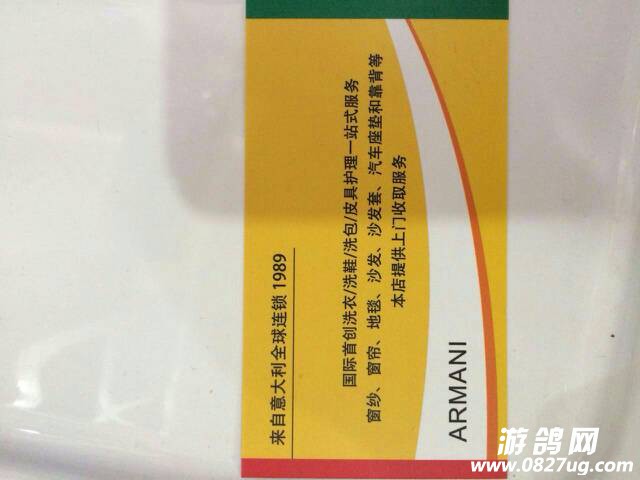 来自意大利全球连锁 1989
国际首创洗衣/洗鞋/洗包/皮具护理一站式服务
窗纱、窗帘、地毯、沙发、沙发套、汽车座垫和靠背等
本店提供上门收取服务
ARMANI
游鸽网
www.0827ug.com